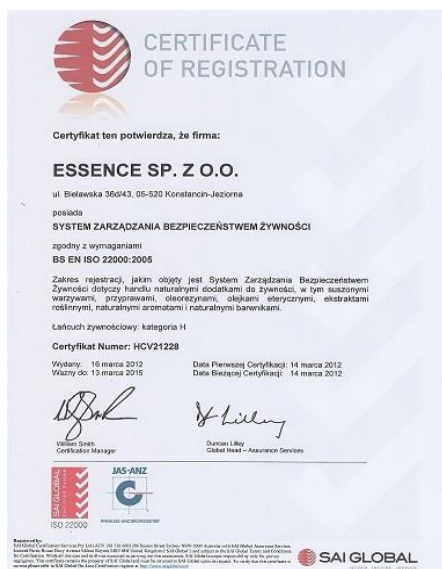 CERTIFICATE
OF REGISTRATION
Certyfikat ten potwierdza, że firma:
ESSENCE SP. Z O.O.
ul. Bielawska 36d/43, 05-520 Konstancin-Jeziorna
posiada
SYSTEM ZARZĄDZANIA BEZPIECZEŃSTWEM ŻYWNOŚCI
zgodny z wymaganiami
BS EN ISO 22000:2005
Zakres rejestracji, jakim objęty jest System Zarządzania Bezpieczeństwem
Żywności dotyczy handlu naturalnymi dodatkami do żywności, w tym suszonymi
warzywami, przyprawami, oleorezynami, olejkami eterycznymi, ekstraktami
roślinnymi, naturalnymi aromatami i naturalnymi barwnikami.
Łańcuch żywnościowy: kategoria H
Certyfikat Numer: HCV21228
Wydany: 16 marca 2012 Data Pierwszej Certyfikacji: 14 marca 2012
Ważny do: 13 marca 2015 Data Bieżącej Certyfikacji: 14 marca 2012
William Smith Duncan Lilley
Certification Manager Global Head – Assurance Services
SAI GLOBAL
JAS-ANZ
ISO 22000
Registered by:
SAI GLOBAL